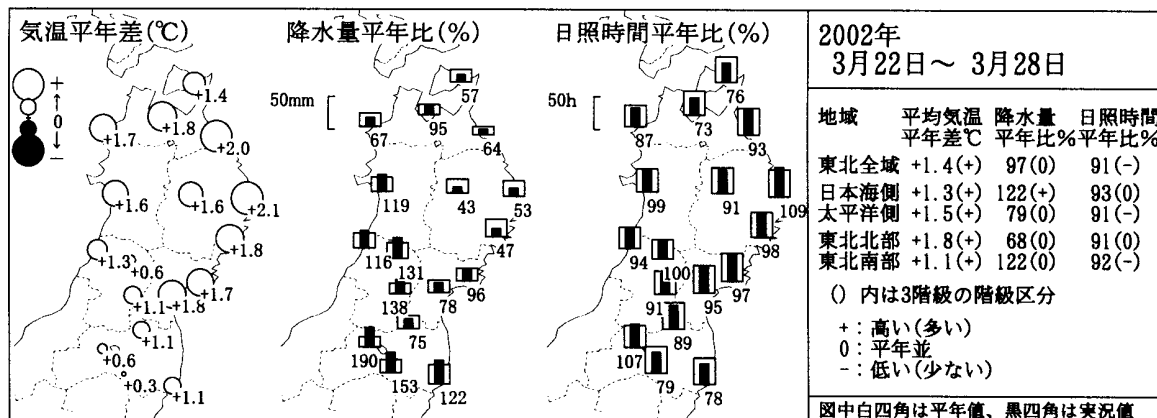 気温平年差(℃)
+
↑
0
↓
−
+1.4
+1.8
+1.7
+2.0
+1.6
+1.6
+2.1
+1.8
+1.3
+0.6
+1.7
+1.1
+1.8
+1.1
+0.6
+0.3
+1.1
降水量平年比(%)
50mm
57
95
67
64
119
43
53
47
116
131
96
138
78
75
190
153
122
日照時間平年比(%)
50h
76
73
87
93
99
91
109
98
94
100
97
91
95
89
107
79
78
2002年
3月22日～ 3月28日
地域 平均気温 降水量 日照時間
平年差℃ 平年比% 平年比%
東北全域 +1.4(+) 97(0) 91(-)
日本海側 +1.3(+) 122(+) 93(0)
太平洋側 +1.5(+) 79(0) 91(-)
東北北部 +1.8(+) 68(0) 91(0)
東北南部 +1.1(+) 122(0) 92(-)
() 内は3階級の階級区分
+：高い(多い)
0：平年並
-：低い(少ない)
図中白四角は平年値、黒四角は実況値